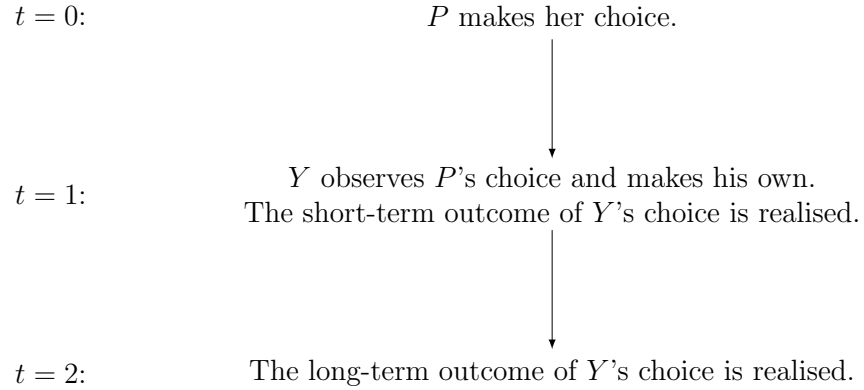 t = 0: P makes her choice.
t = 1: Y observes P's choice and makes his own.
The short-term outcome of Y's choice is realised.
t = 2: The long-term outcome of Y's choice is realised.